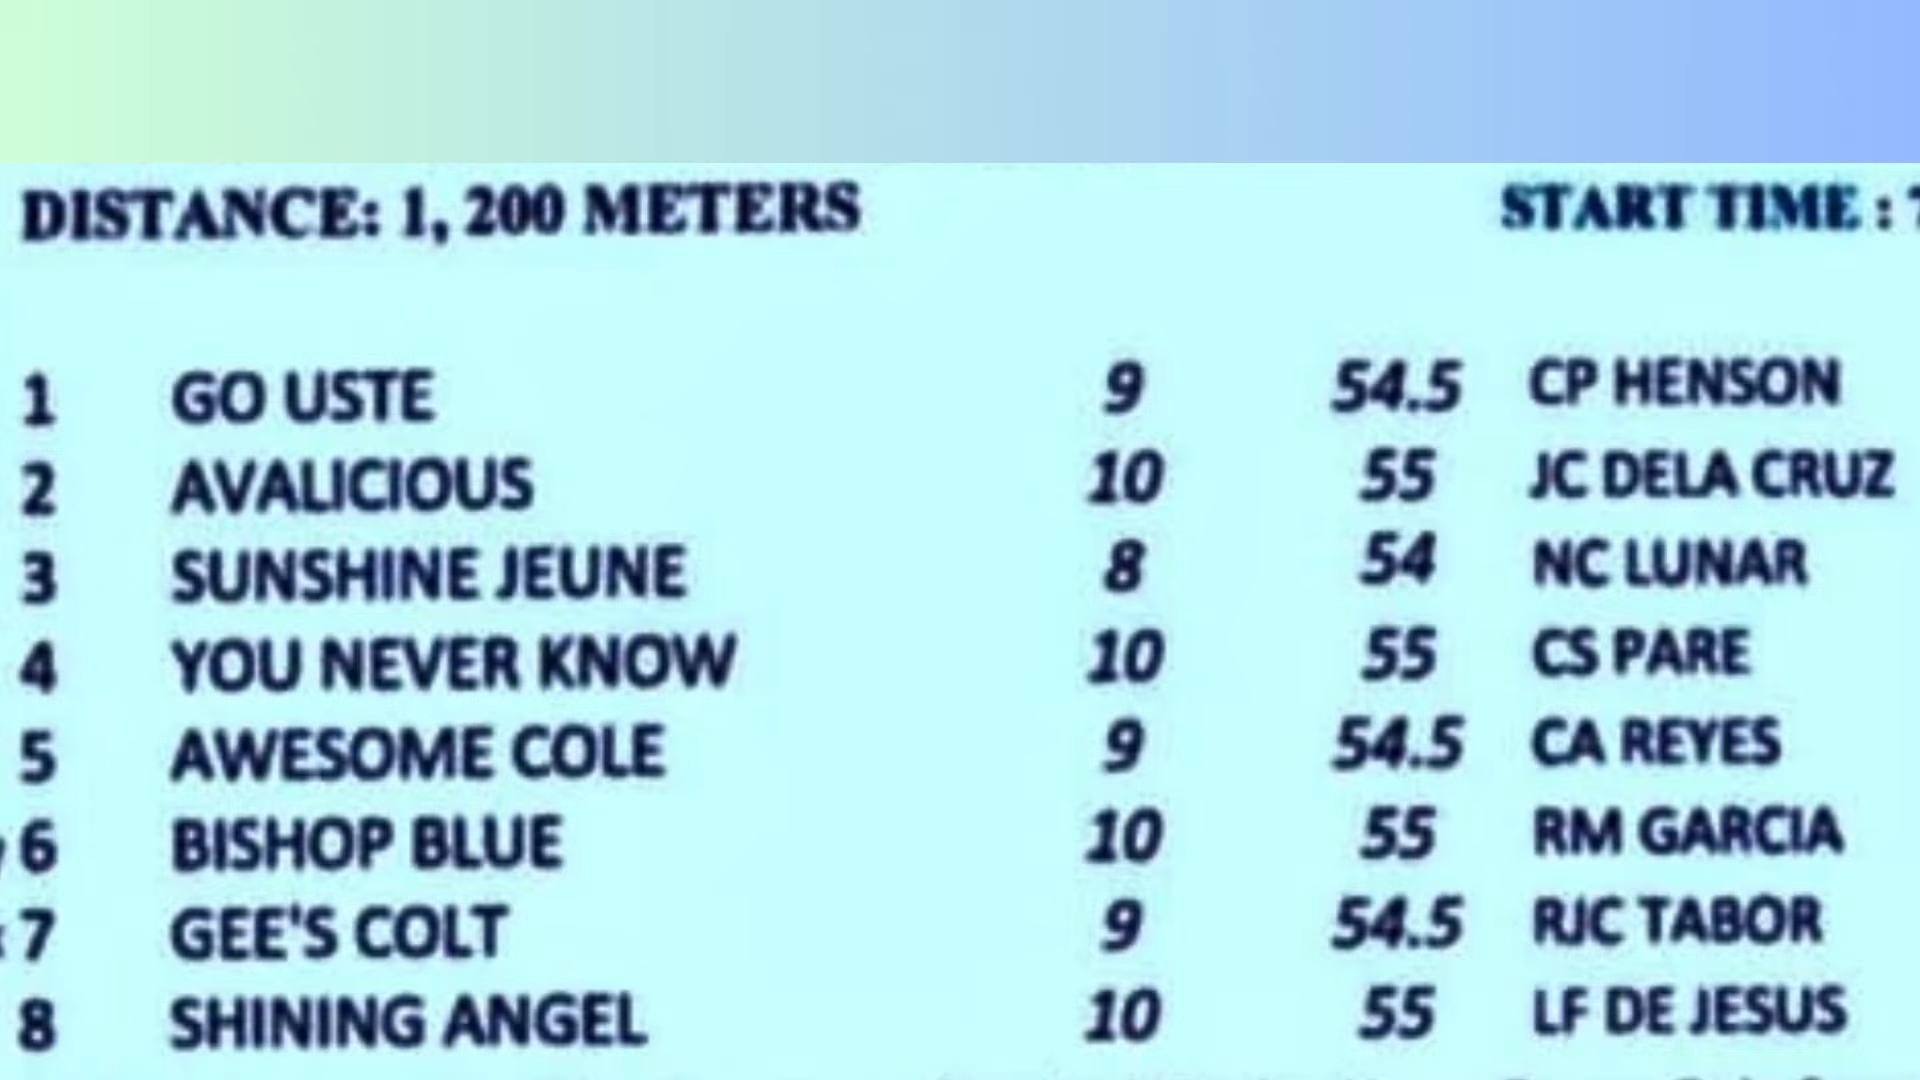 DISTANCE: 1, 200 METERS START TIME : 7
1 GO USTE 9 54.5 CP HENSON
2 AVALICIOUS 10 55 JC DELA CRUZ
3 SUNSHINE JEUNE 8 54 NC LUNAR
4 YOU NEVER KNOW 10 55 CS PARE
5 AWESOME COLE 9 54.5 CA REYES
6 BISHOP BLUE 10 55 RM GARCIA
7 GEE'S COLT 9 54.5 RJC TABOR
8 SHINING ANGEL 10 55 LF DE JESUS